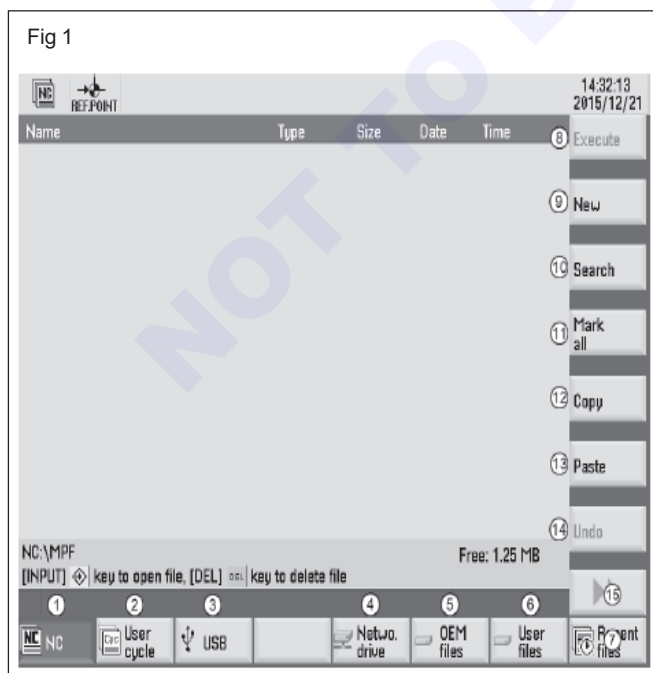 Fig 1
NC REF.POINT 14:32:13
2015/12/21
Name Type Size Date Time
8 Execute
9 New
10 Search
11 Mark all
12 Copy
13 Paste
14 Undo
NC:\MPF Free: 1.25 MB
[INPUT] key to open file, [DEL] DEL key to delete file
15
1 2 3 4 5 6
NC NC
Cyc User cycle
USB
Netwo. drive
OEM files
User files
7 files
NOT TO B